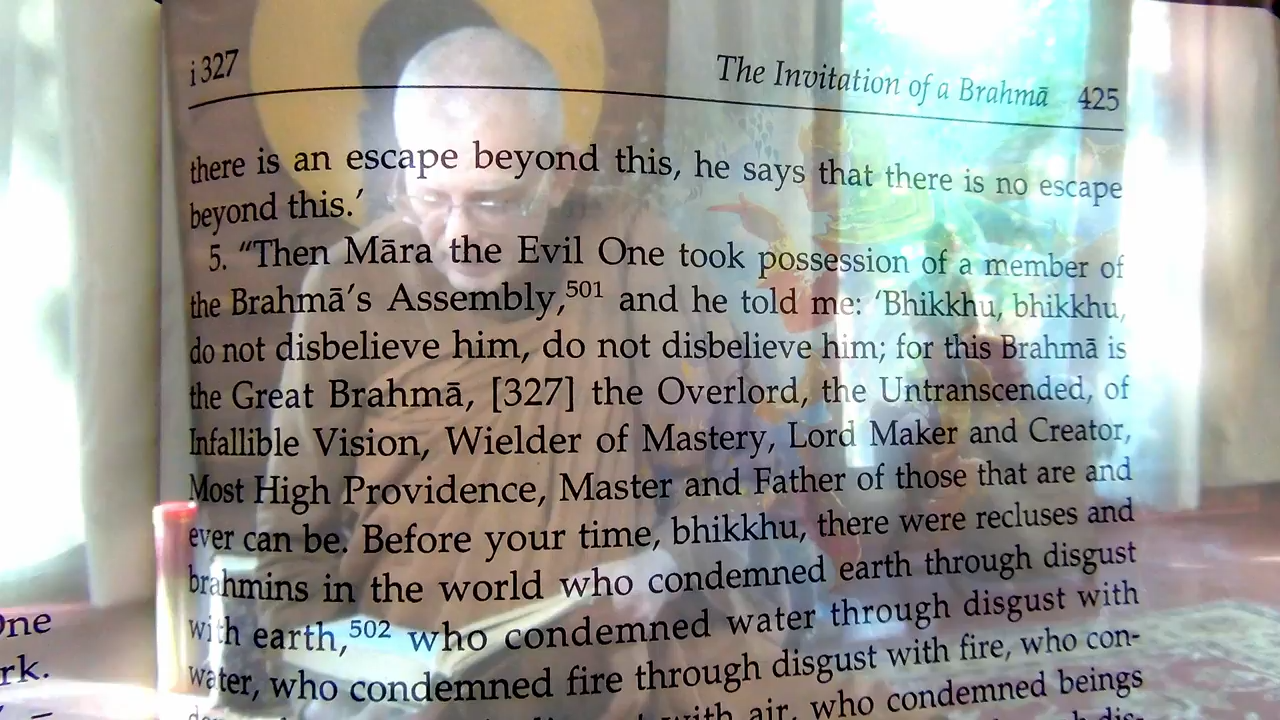 i 327
The Invitation of a Brahmā 425
there is an escape beyond this, he says that there is no escape
beyond this.’
5. “Then Māra the Evil One took possession of a member of
the Brahmā’s Assembly,501 and he told me: ‘Bhikkhu, bhikkhu,
do not disbelieve him, do not disbelieve him; for this Brahmā is
the Great Brahmā, [327] the Overlord, the Untranscended, of
Infallible Vision, Wielder of Mastery, Lord Maker and Creator,
Most High Providence, Master and Father of those that are and
ever can be. Before your time, bhikkhu, there were recluses and
brahmins in the world who condemned earth through disgust
with earth,502 who condemned water through disgust with
water, who condemned fire through disgust with fire, who con-
with air, who condemned beings
One
rk.